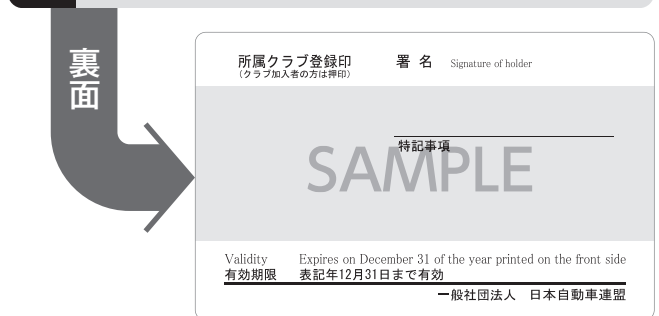 裏面
所属クラブ登録印
(クラブ加入者の方は押印)
署 名 Signature of holder
特記事項
SAMPLE
Validity Expires on December 31 of the year printed on the front side
有効期限 表記年12月31日まで有効
一般社団法人 日本自動車連盟